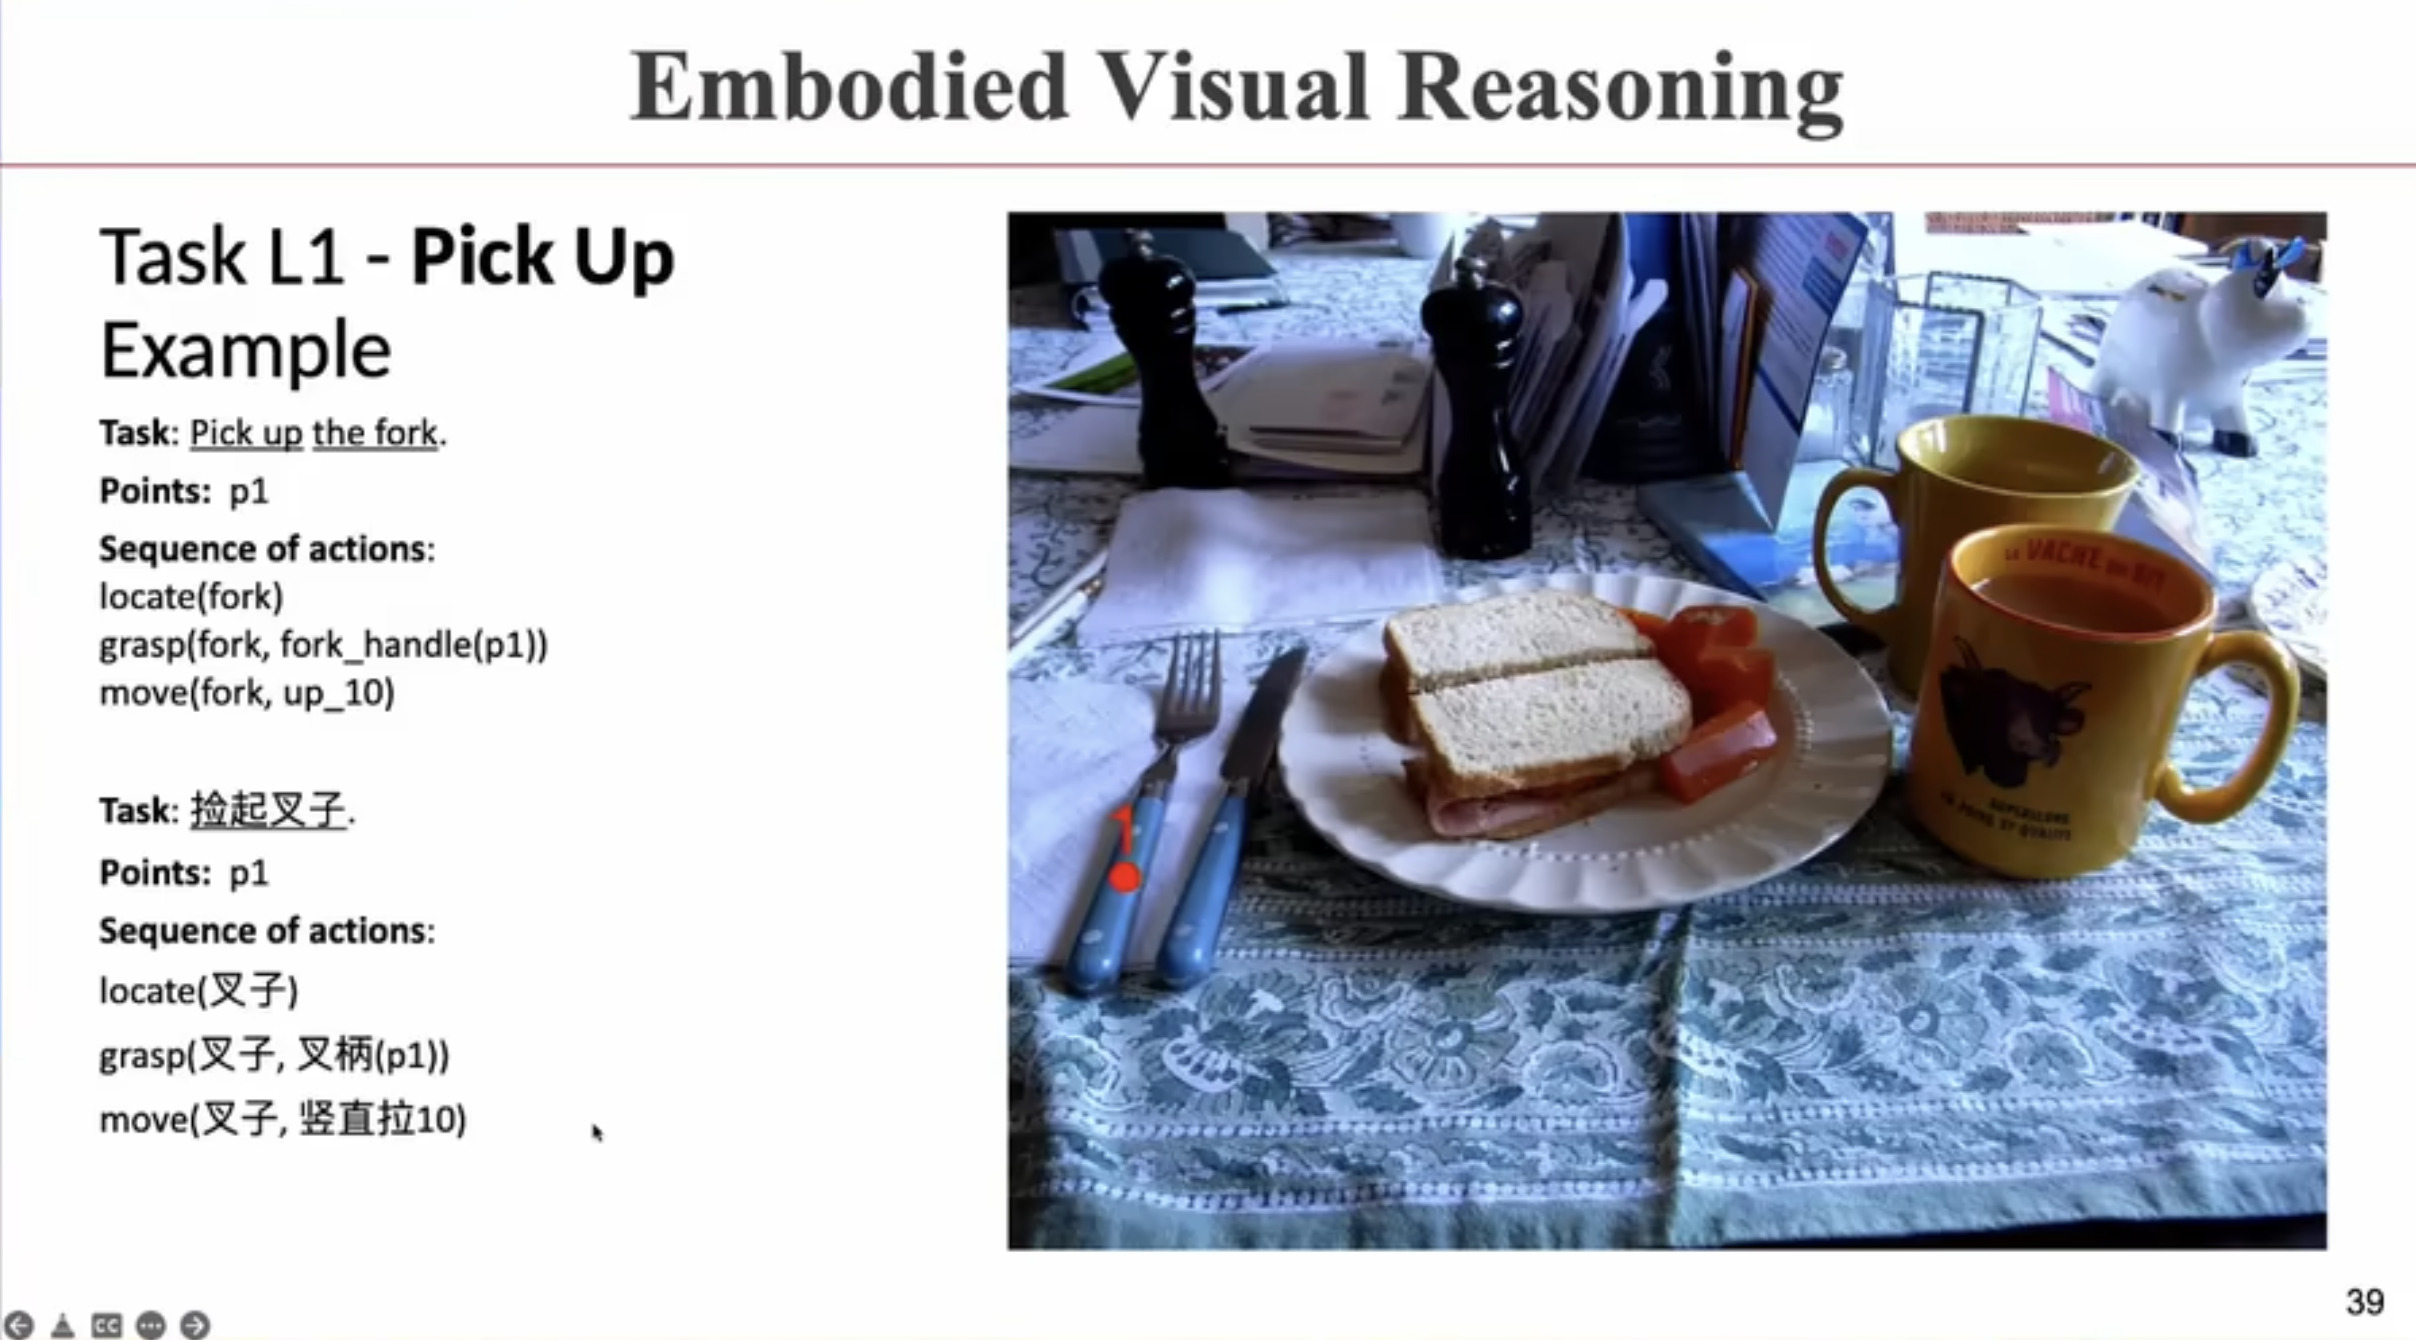 Embodied Visual Reasoning
Task L1 - Pick Up
Example
Task: Pick up the fork.
Points: p1
Sequence of actions:
locate(fork)
grasp(fork, fork_handle(p1))
move(fork, up_10)
Task: 捡起叉子.
Points: p1
Sequence of actions:
locate(叉子)
grasp(叉子, 叉柄(p1))
move(叉子, 竖直拉10)
1
VACHE
39
CC